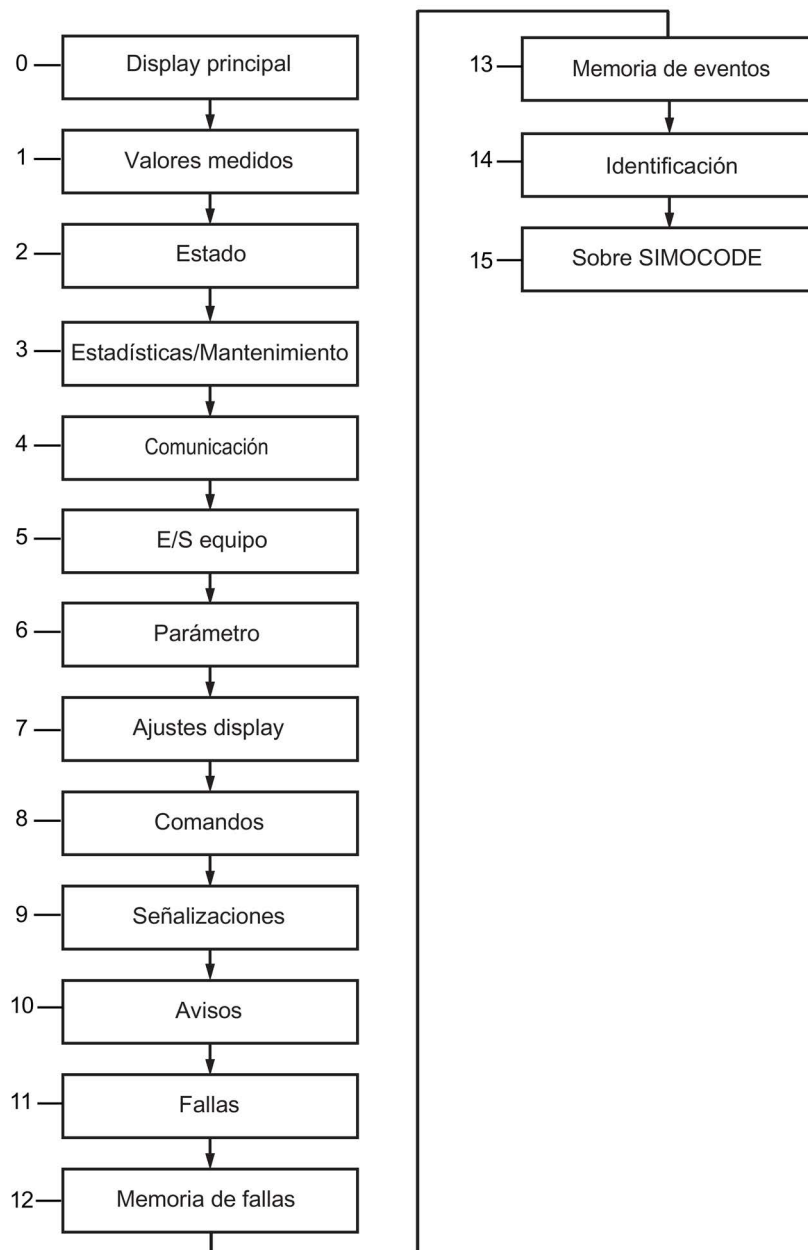 0 Display principal
1 Valores medidos
2 Estado
3 Estadísticas/Mantenimiento
4 Comunicación
5 E/S equipo
6 Parámetro
7 Ajustes display
8 Comandos
9 Señalizaciones
10 Avisos
11 Fallas
12 Memoria de fallas
13 Memoria de eventos
14 Identificación
15 Sobre SIMOCODE